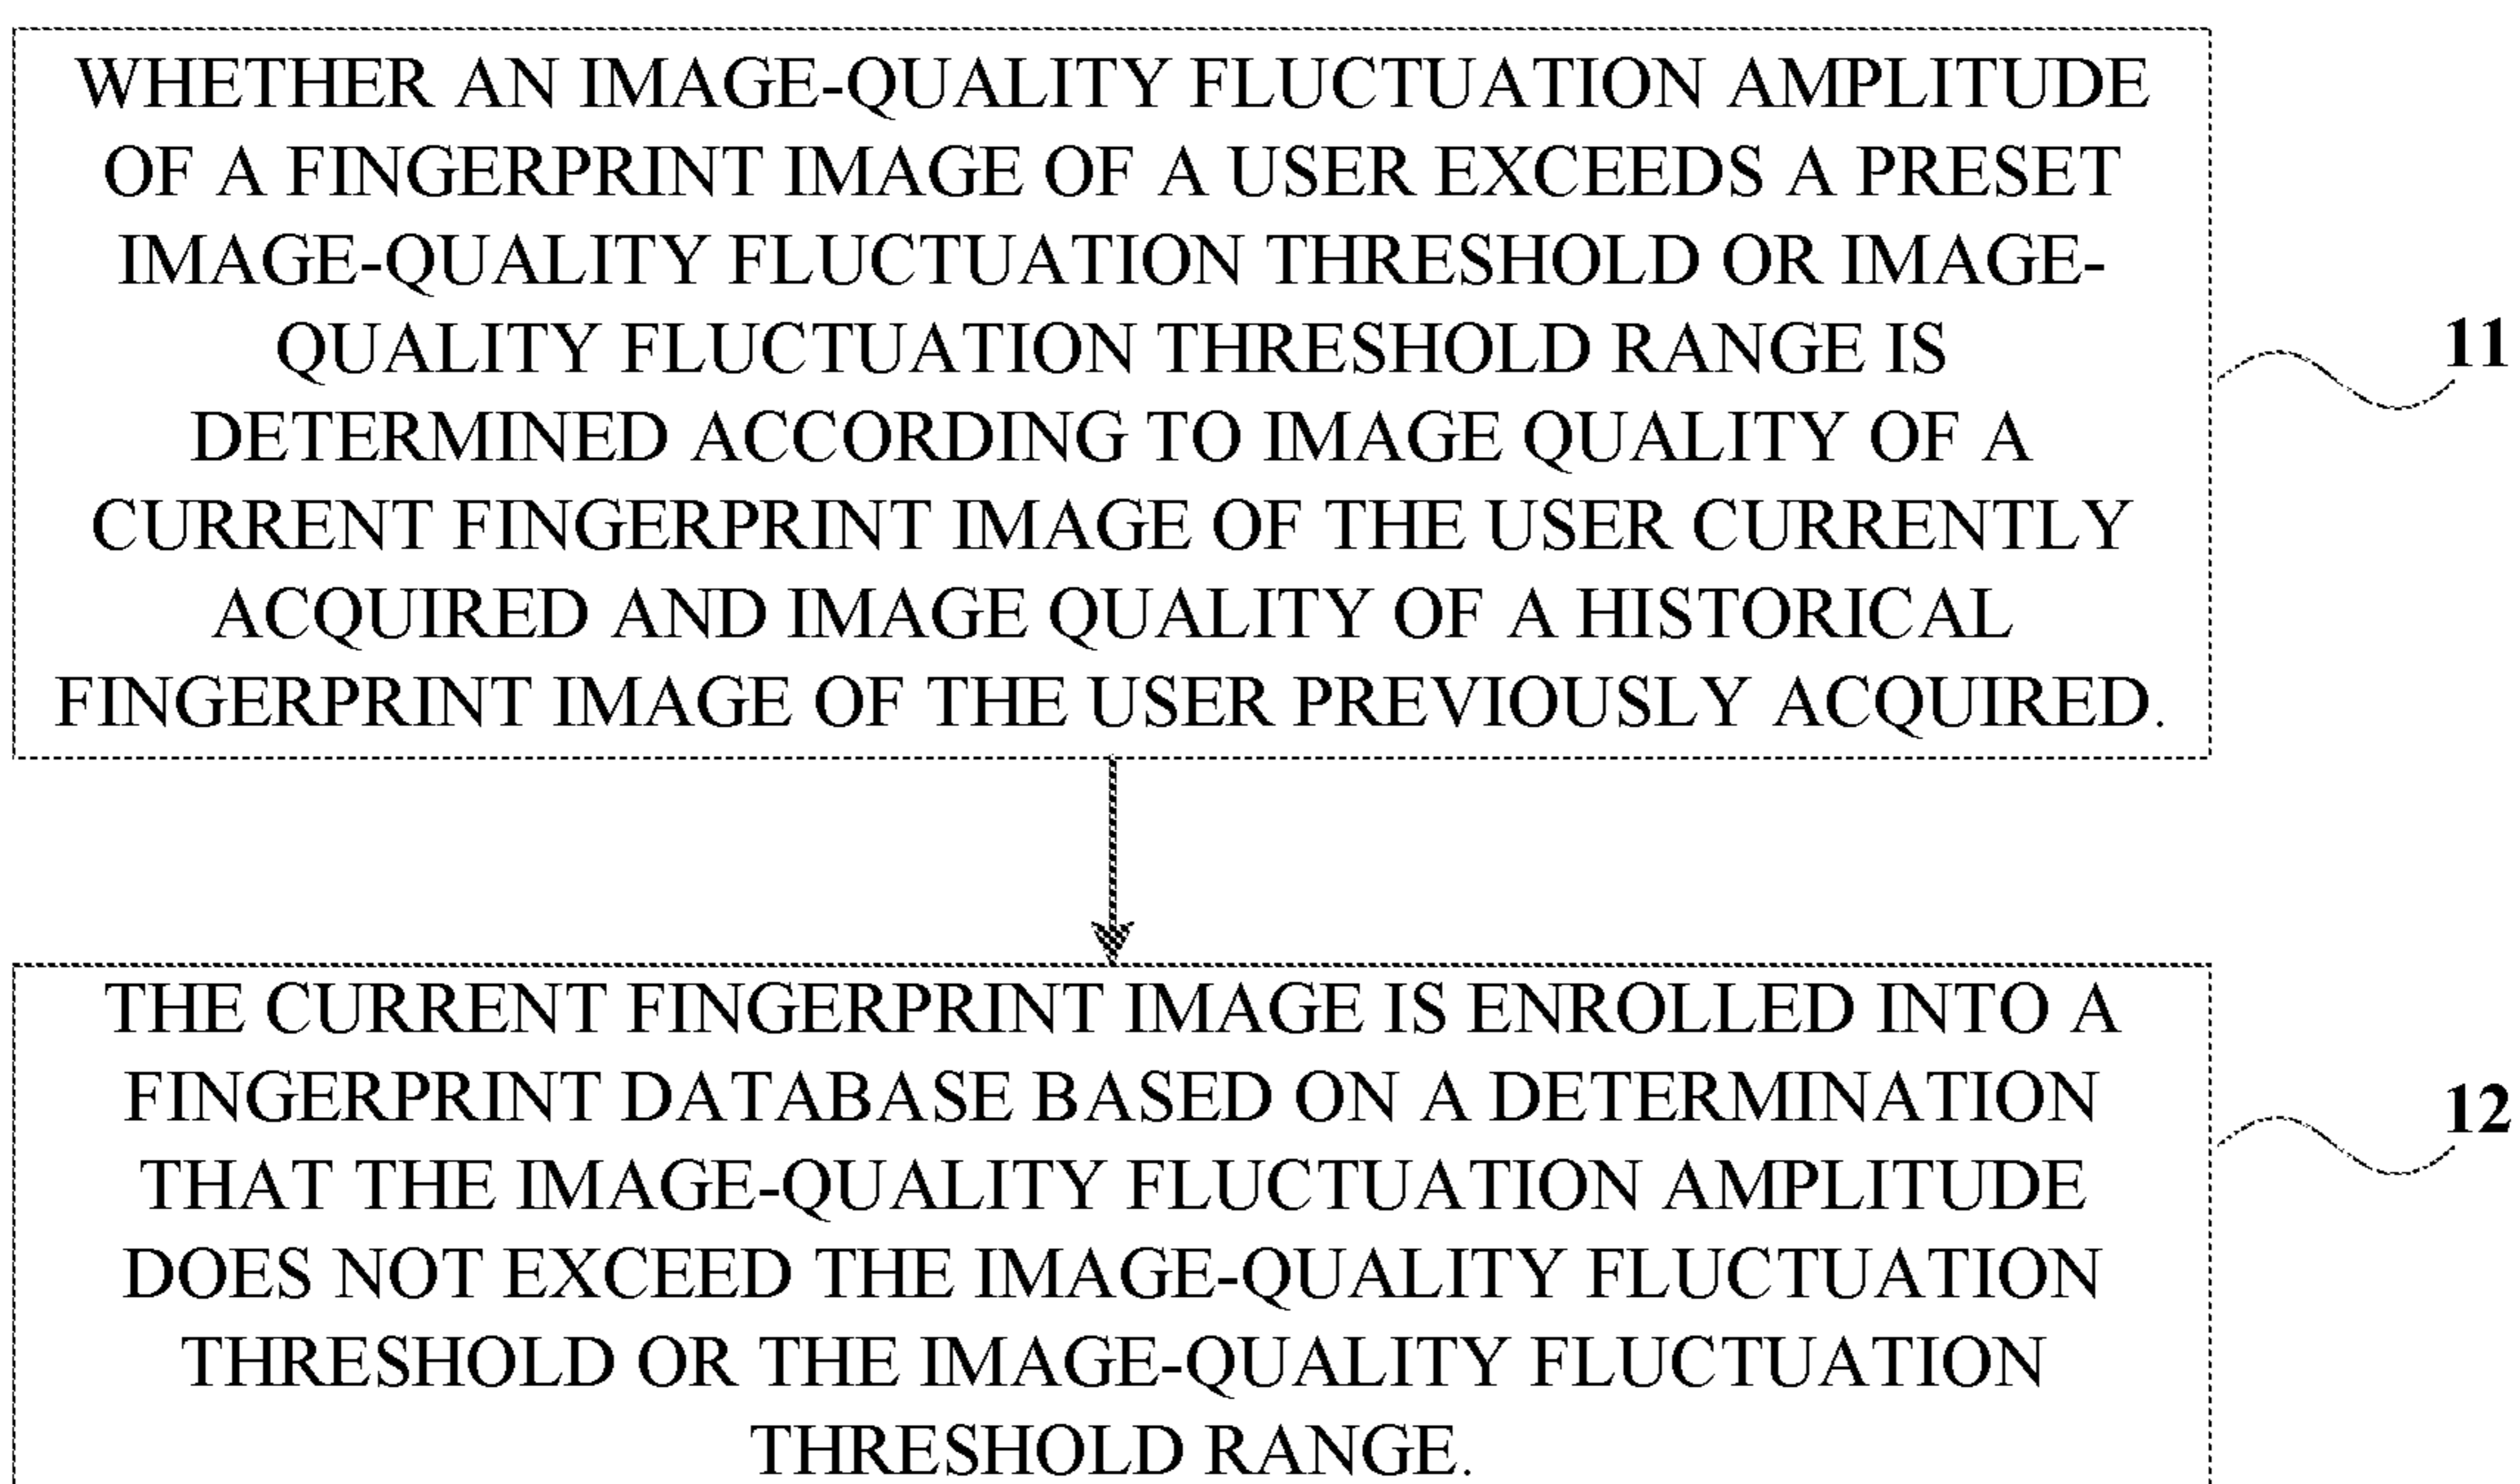 WHETHER AN IMAGE-QUALITY FLUCTUATION AMPLITUDE
OF A FINGERPRINT IMAGE OF A USER EXCEEDS A PRESET
IMAGE-QUALITY FLUCTUATION THRESHOLD OR IMAGE-
QUALITY FLUCTUATION THRESHOLD RANGE IS
DETERMINED ACCORDING TO IMAGE QUALITY OF A
CURRENT FINGERPRINT IMAGE OF THE USER CURRENTLY
ACQUIRED AND IMAGE QUALITY OF A HISTORICAL
FINGERPRINT IMAGE OF THE USER PREVIOUSLY ACQUIRED.
11
THE CURRENT FINGERPRINT IMAGE IS ENROLLED INTO A
FINGERPRINT DATABASE BASED ON A DETERMINATION
THAT THE IMAGE-QUALITY FLUCTUATION AMPLITUDE
DOES NOT EXCEED THE IMAGE-QUALITY FLUCTUATION
THRESHOLD OR THE IMAGE-QUALITY FLUCTUATION
THRESHOLD RANGE.
12